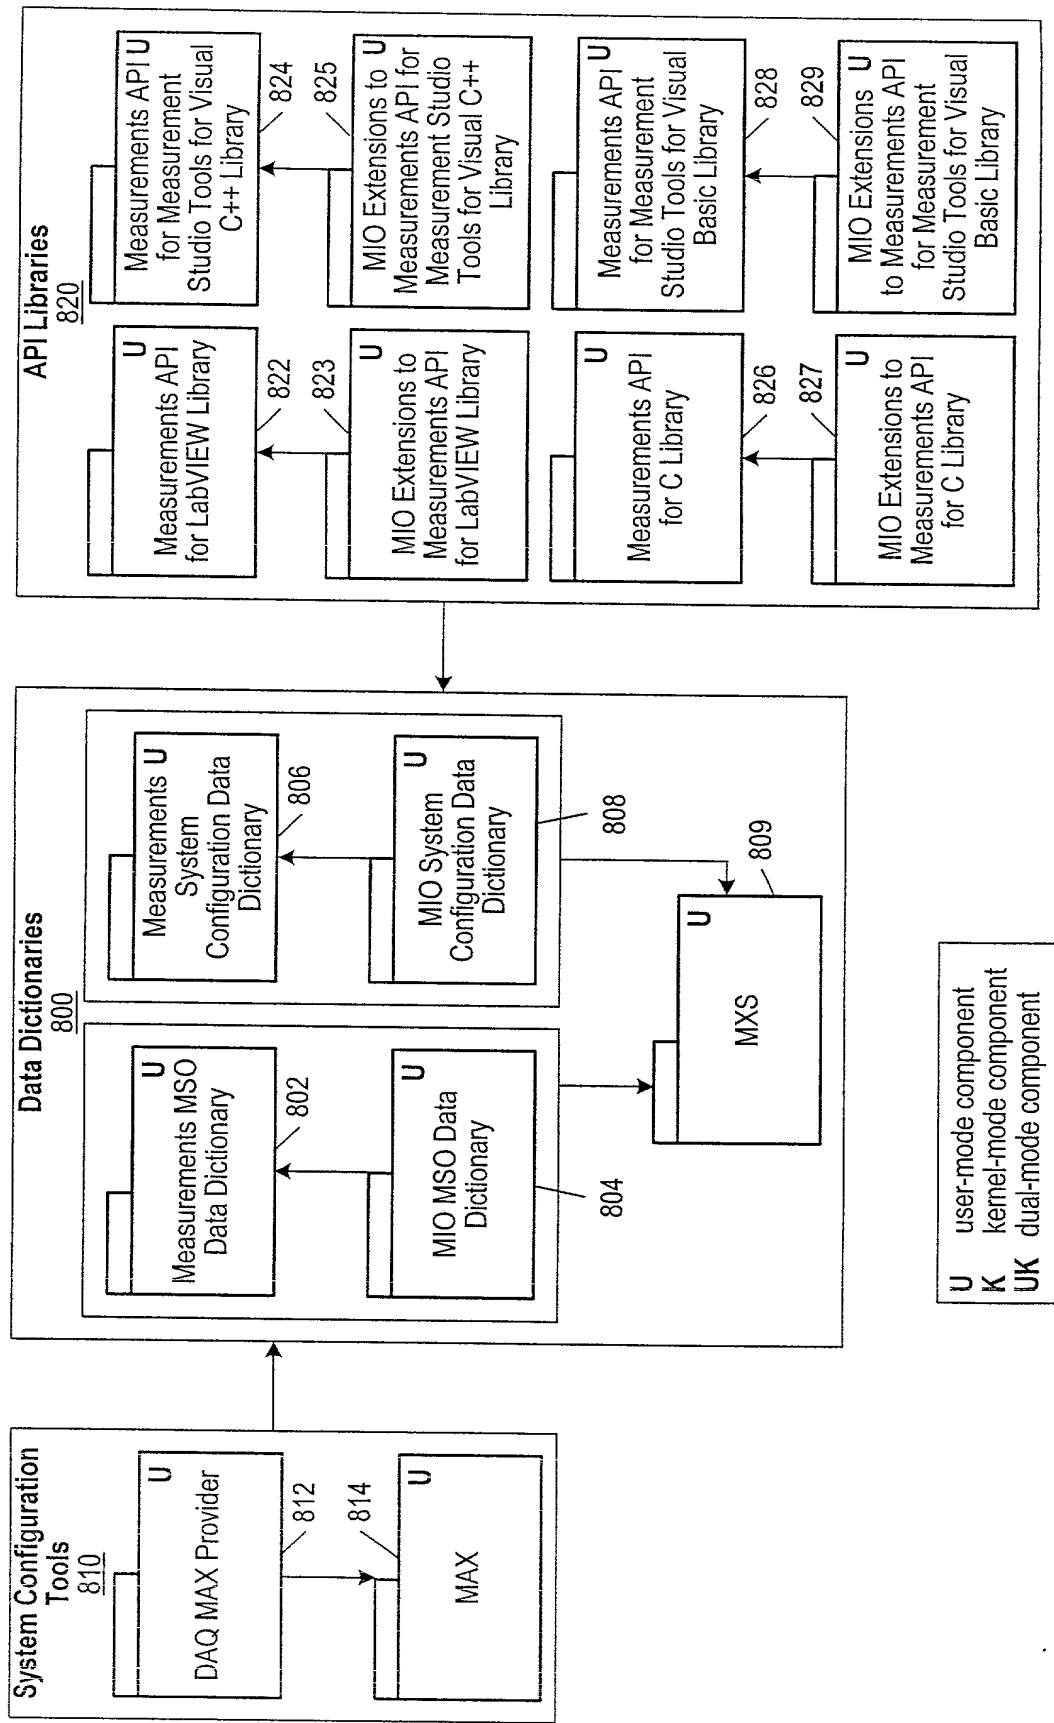 System Configuration
Tools
810
DAQ MAX Provider
U
812
814
MAX
U
Data Dictionaries
800
Measurements MSO
Data Dictionary
U
802
MIO MSO Data
Dictionary
U
804
Measurements U
System
Configuration Data
Dictionary
806
MIO System
Configuration Data
Dictionary
U
808
MXS
U
809
API Libraries
820
Measurements API
for LabVIEW Library
U
822
823
MIO Extensions to
Measurements API
for LabVIEW Library
U
Measurements API U
for Measurement
Studio Tools for Visual
C++ Library
824
825
MIO Extensions to U
Measurements API for
Measurement Studio
Tools for Visual C++
Library
Measurements API
for C Library
U
826
827
MIO Extensions to
Measurements API
for C Library
U
Measurements API U
for Measurement
Studio Tools for Visual
Basic Library
828
829
MIO Extensions U
to Measurements API
for Measurement
Studio Tools for Visual
Basic Library
U user-mode component
K kernel-mode component
UK dual-mode component